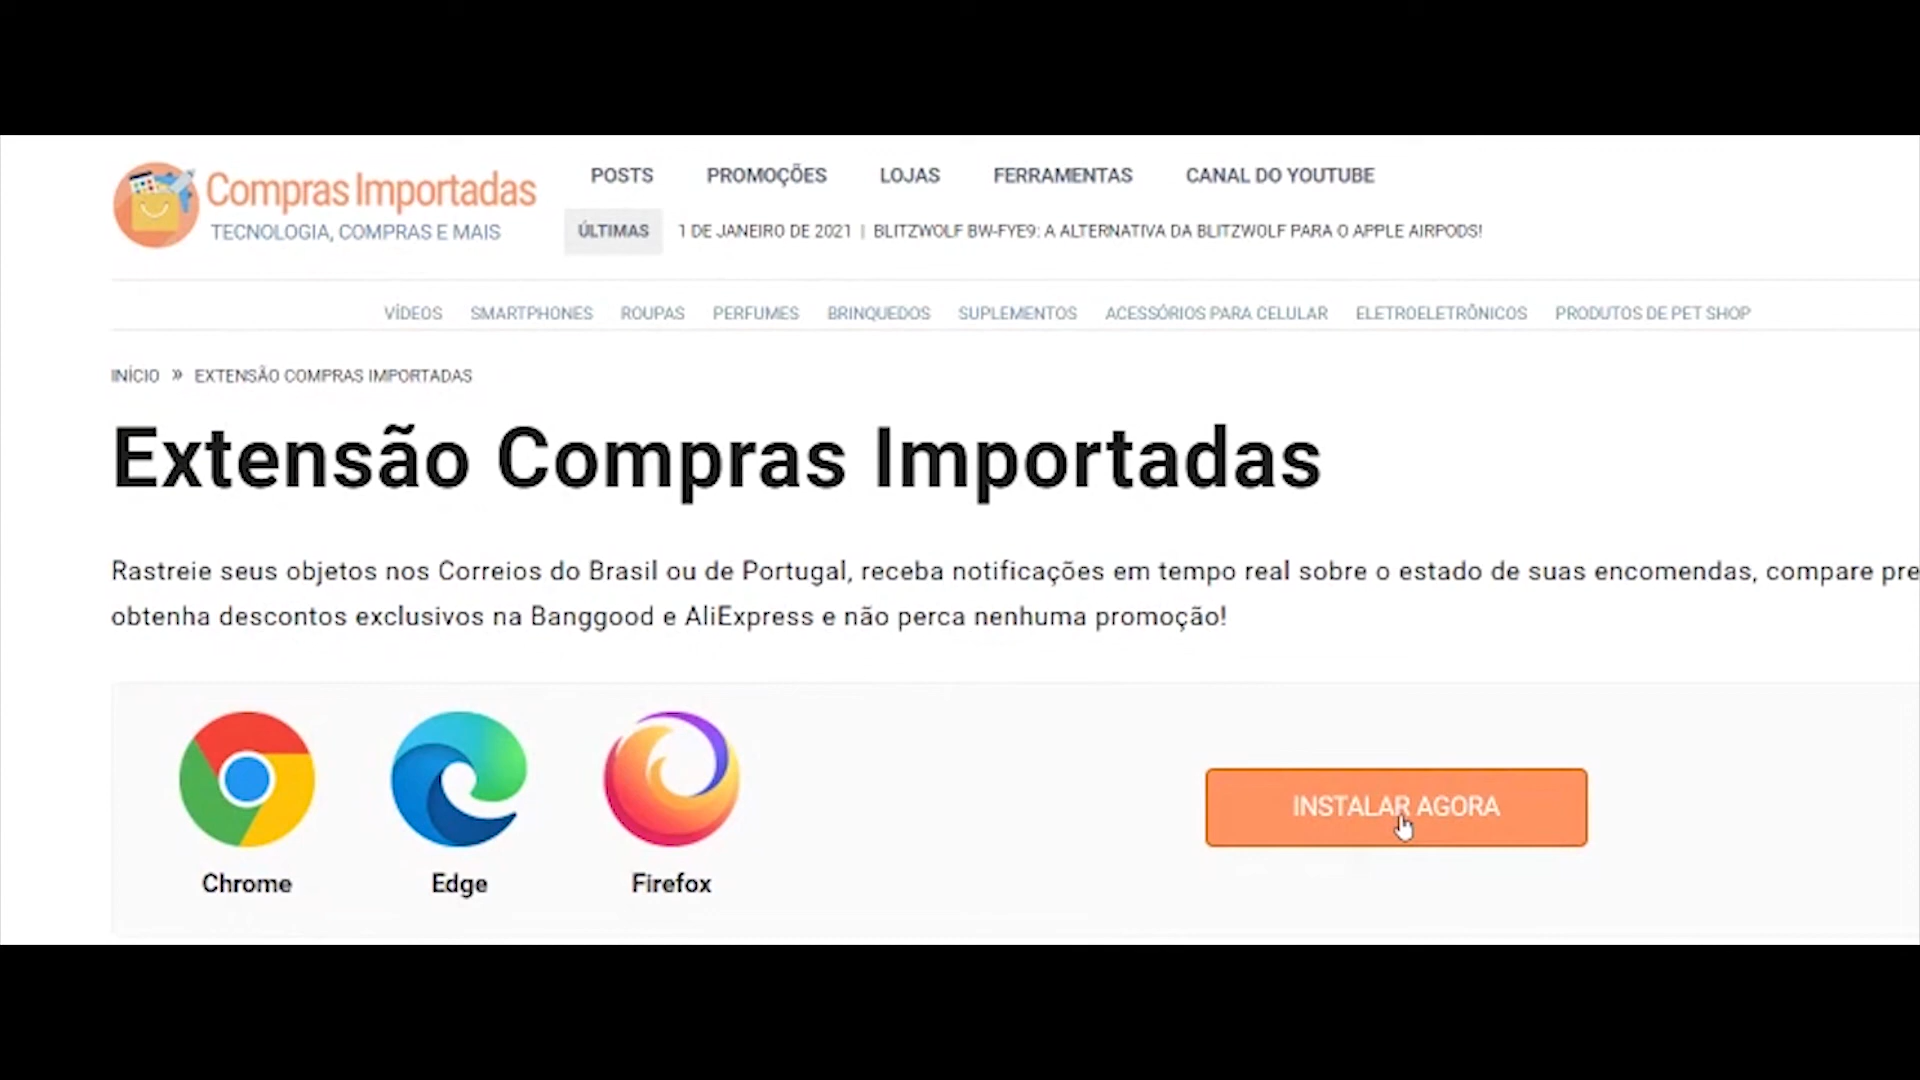 Compras Importadas
TECNOLOGIA, COMPRAS E MAIS
POSTS PROMOÇÕES LOJAS FERRAMENTAS CANAL DO YOUTUBE
ÚLTIMAS 1 DE JANEIRO DE 2021 | BLITZWOLF BW-FYE9: A ALTERNATIVA DA BLITZWOLF PARA O APPLE AIRPODS!
VÍDEOS SMARTPHONES ROUPAS PERFUMES BRINQUEDOS SUPLEMENTOS ACESSÓRIOS PARA CELULAR ELETROELETRÔNICOS PRODUTOS DE PET SHOP
INÍCIO » EXTENSÃO COMPRAS IMPORTADAS
Extensão Compras Importadas
Rastreie seus objetos nos Correios do Brasil ou de Portugal, receba notificações em tempo real sobre o estado de suas encomendas, compare pre
obtenha descontos exclusivos na Banggood e AliExpress e não perca nenhuma promoção!
Chrome Edge Firefox
INSTALAR AGORA